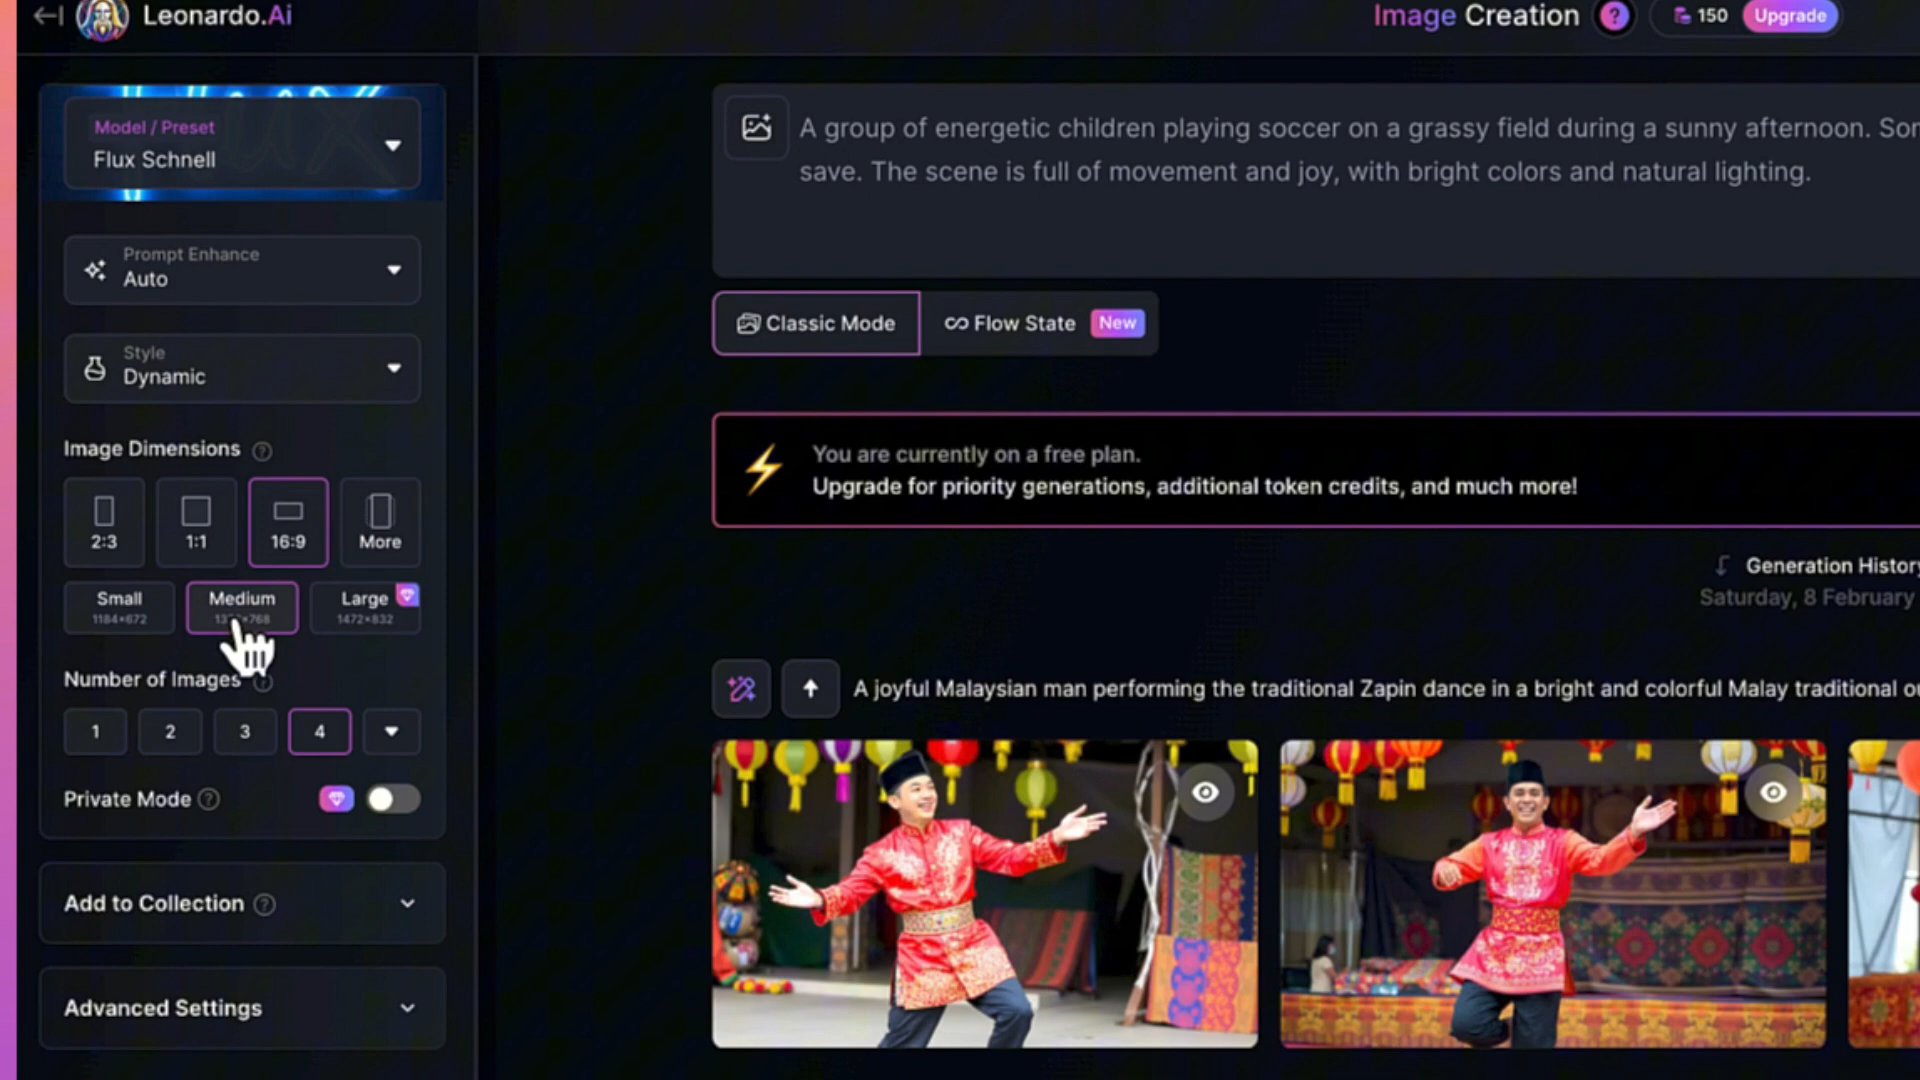 Leonardo.Ai
Image Creation
?
150
Upgrade
Model / Preset
Flux Schnell
A group of energetic children playing soccer on a grassy field during a sunny afternoon. Som
save. The scene is full of movement and joy, with bright colors and natural lighting.
Prompt Enhance
Auto
Classic Mode
Flow State
New
Style
Dynamic
Image Dimensions ?
You are currently on a free plan.
Upgrade for priority generations, additional token credits, and much more!
2:3
1:1
16:9
More
Generation History
Saturday, 8 February
Small
1184×672
Medium
Large
1472×832
Number of Images ?
A joyful Malaysian man performing the traditional Zapin dance in a bright and colorful Malay traditional ou
1
2
3
4
Private Mode ?
Add to Collection ?
Advanced Settings